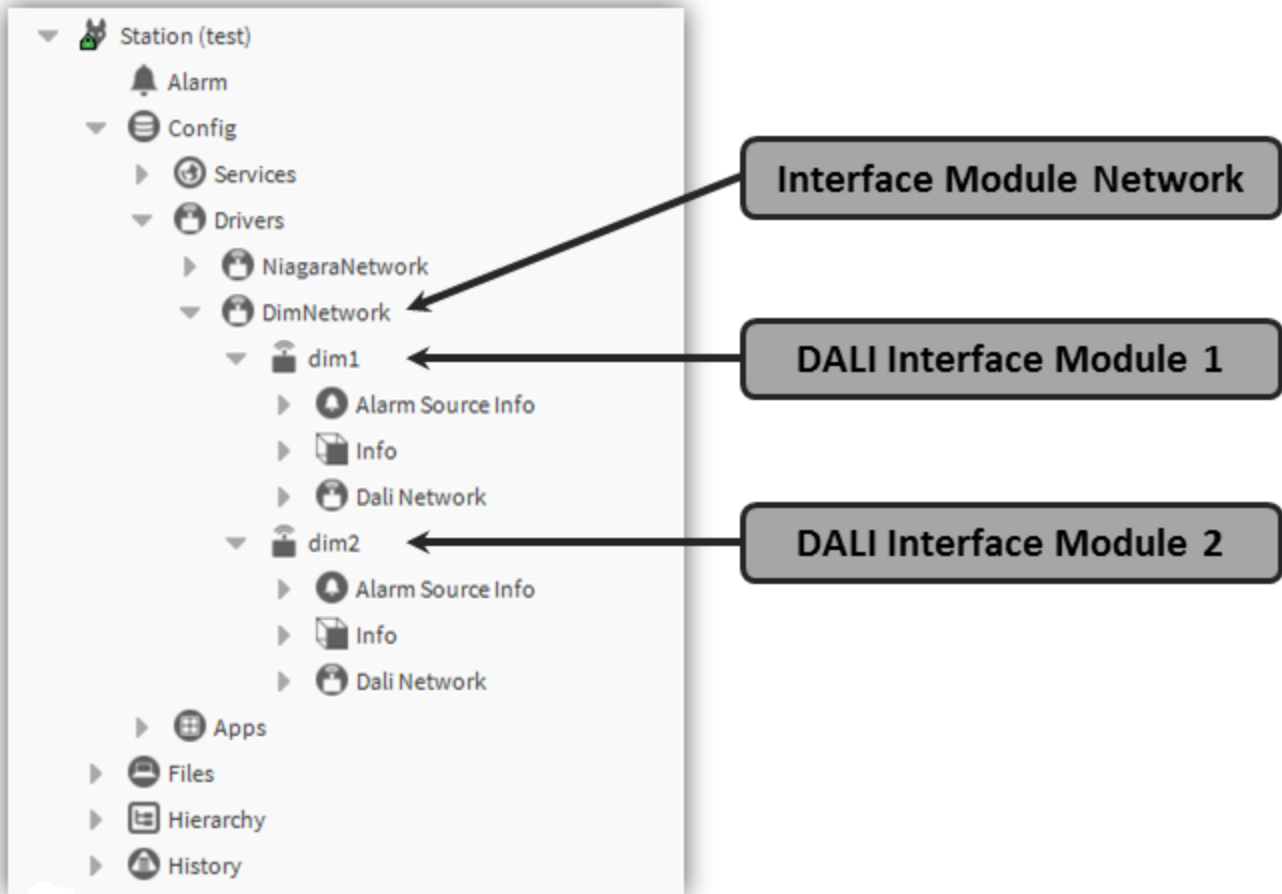 Station (test)
Alarm
Config
Services
Drivers
NiagaraNetwork
DimNetwork
dim1
Alarm Source Info
Info
Dali Network
dim2
Alarm Source Info
Info
Dali Network
Apps
Files
Hierarchy
History
Interface Module Network
DALI Interface Module 1
DALI Interface Module 2